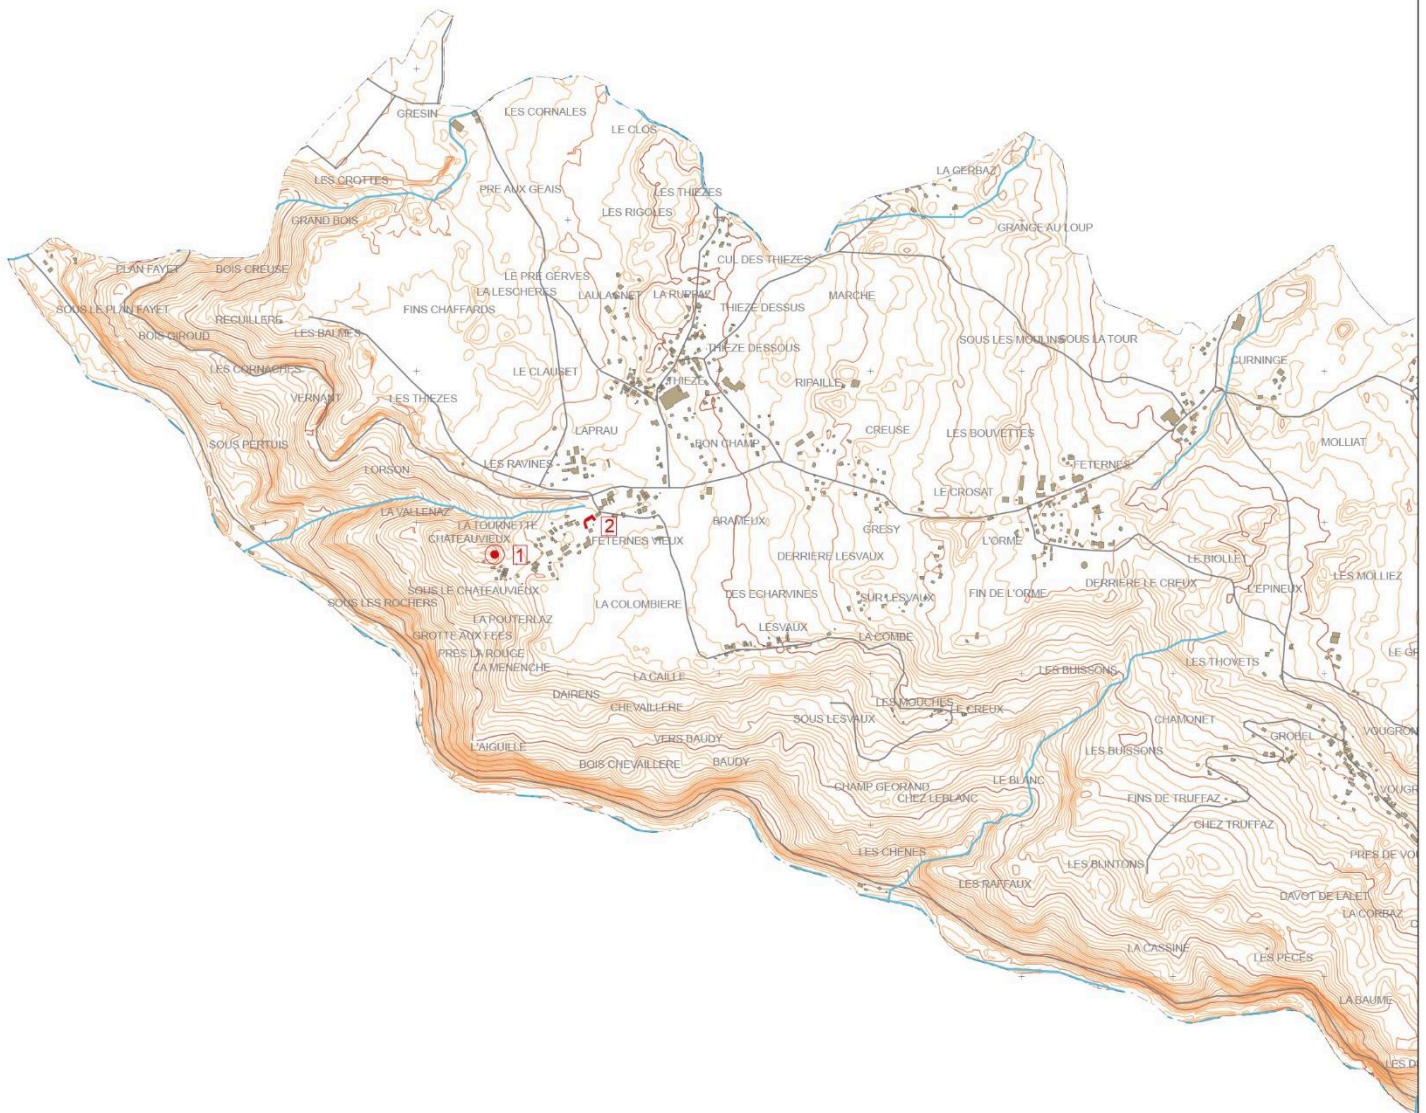 GRESIN
LES CORNALES
LE CLOS
LES CROTTES
PRE AUX GEAIS
LES THIEZES
LA GERBAZ
GRAND BOIS
LES RIGOLES
GRANGE AU LOUP
PLAN FAYET
BOIS CREUSE
CUL DES THIEZES
LE PRE GERVES
LA LESCHERES
LAULAGNET
LA RUPPAZ
MARCHE
SOUS LE PLAN FAYET
FINS CHAFFARDS
THIEZE DESSUS
RECUILLERE
BOIS GIROUD
LES BALMES
THIEZE DESSOUS
SOUS LES MOULINS
SOUS LA TOUR
CURNINGE
LES CORNACHES
LE CLAUSET
THIEZE
RIPAILLE
VERNANT
LES THIEZES
LAPRAU
BON CHAMP
CREUSE
LES BOUVETTES
MOLLIAT
SOUS PERTUIS
LORSON
LES RAVINES
FETERNES
LE CROSAT
LA VALLENAZ
LA TOURNETTE
2
BRAMEUX
GRESY
CHATEAUVIEUX
FETERNES VIEUX
L'ORME
1
DERRIERE LESVAUX
LE BIOLLET
LES MOLLIEZ
SOUS LE CHATEAUVIEUX
LES ECHARVINES
SUR LESVAUX
FIN DE L'ORME
DERRIERE LE CREUX
L'EPINEUX
SOUS LES ROCHERS
LA COLOMBIERE
LA POUTERLAZ
LESVAUX
LA COMBE
GROTTE AUX FEES
PRES LA ROUGE
LE GR
LA MENENCHE
LA CAILLE
LES BUISSONS
LES THOVETS
DAIRENS
CHEVAILLERE
LES MOUCHES
LE CREUX
SOUS LESVAUX
CHAMONET
VOUGRON
L'AIGUILLE
VERS BAUDY
GROBEL
BOIS CHEVAILLERE
BAUDY
LES BUISSONS
CHAMP GEORAND
LE BLANC
CHEZ LEBLANC
FINS DE TRUFFAZ
VOUGR
CHEZ TRUFFAZ
LES CHENES
LES BLINTONS
PRES DE VOU
LES RAFFAUX
DAVOT DE LALET
LA CORBAZ
D
LA CASSINE
LES PECES
LA BAUME
LES D